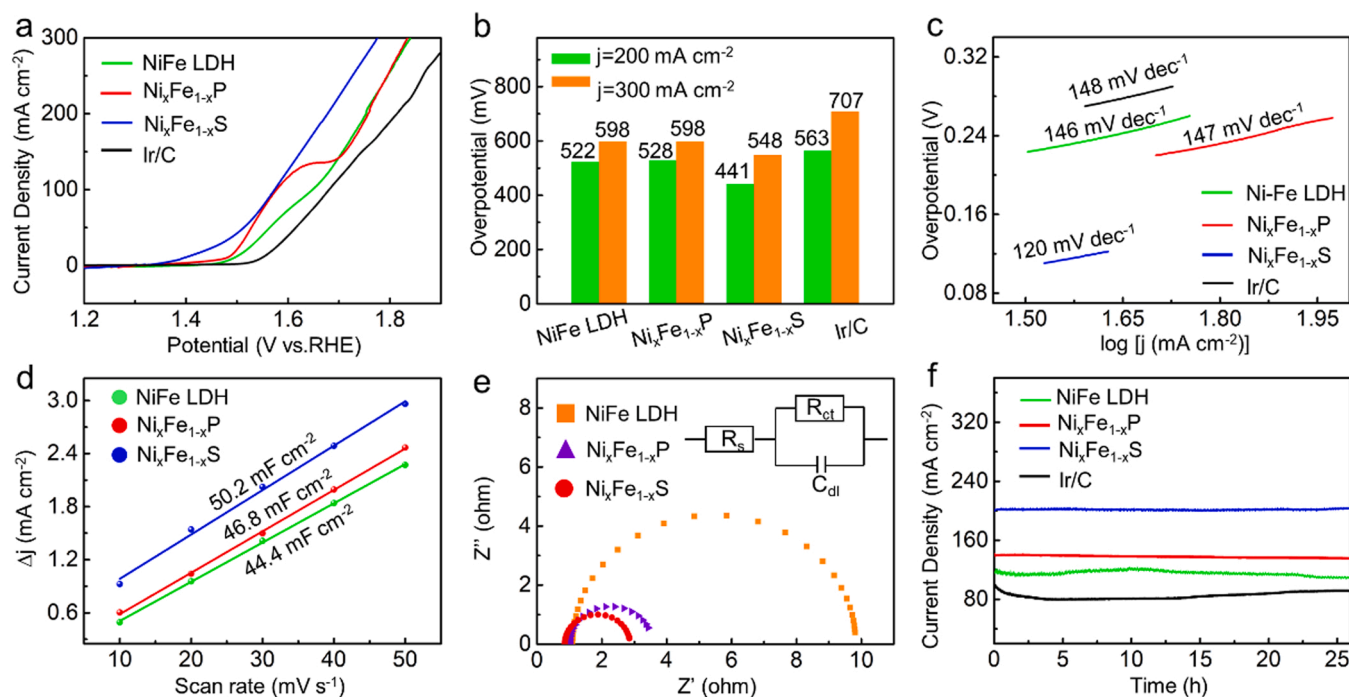 a
300
NiFe LDH
NiₓFe₁₋ₓP
NiₓFe₁₋ₓS
Ir/C
200
100
0
1.2 1.4 1.6 1.8
Current Density (mA cm⁻²)
Potential (V vs.RHE)
b
j=200 mA cm⁻²
j=300 mA cm⁻²
800
600
400
200
0
522 598 528 598 441 548 563 707
Overpotential (mV)
NiFe LDH NiₓFe₁₋ₓP NiₓFe₁₋ₓS Ir/C
c
0.32
0.24
0.16
0.08
148 mV dec⁻¹
146 mV dec⁻¹
147 mV dec⁻¹
120 mV dec⁻¹
Ni-Fe LDH
NiₓFe₁₋ₓP
NiₓFe₁₋ₓS
Ir/C
Overpotential (V)
1.50 1.65 1.80 1.95
log [j (mA cm⁻²)]
d
3.0
2.4
1.8
1.2
0.6
NiFe LDH
NiₓFe₁₋ₓP
NiₓFe₁₋ₓS
50.2 mF cm⁻²
46.8 mF cm⁻²
44.4 mF cm⁻²
Δj (mA cm⁻²)
10 20 30 40 50
Scan rate (mV s⁻¹)
e
8
6
4
2
0
NiFe LDH
NiₓFe₁₋ₓP
NiₓFe₁₋ₓS
Rs
Rct
Cdl
Z'' (ohm)
0 2 4 6 8 10
Z' (ohm)
f
360
280
200
160
80
NiFe LDH
NiₓFe₁₋ₓP
NiₓFe₁₋ₓS
Ir/C
Current Density (mA cm⁻²)
0 5 10 15 20 25
Time (h)